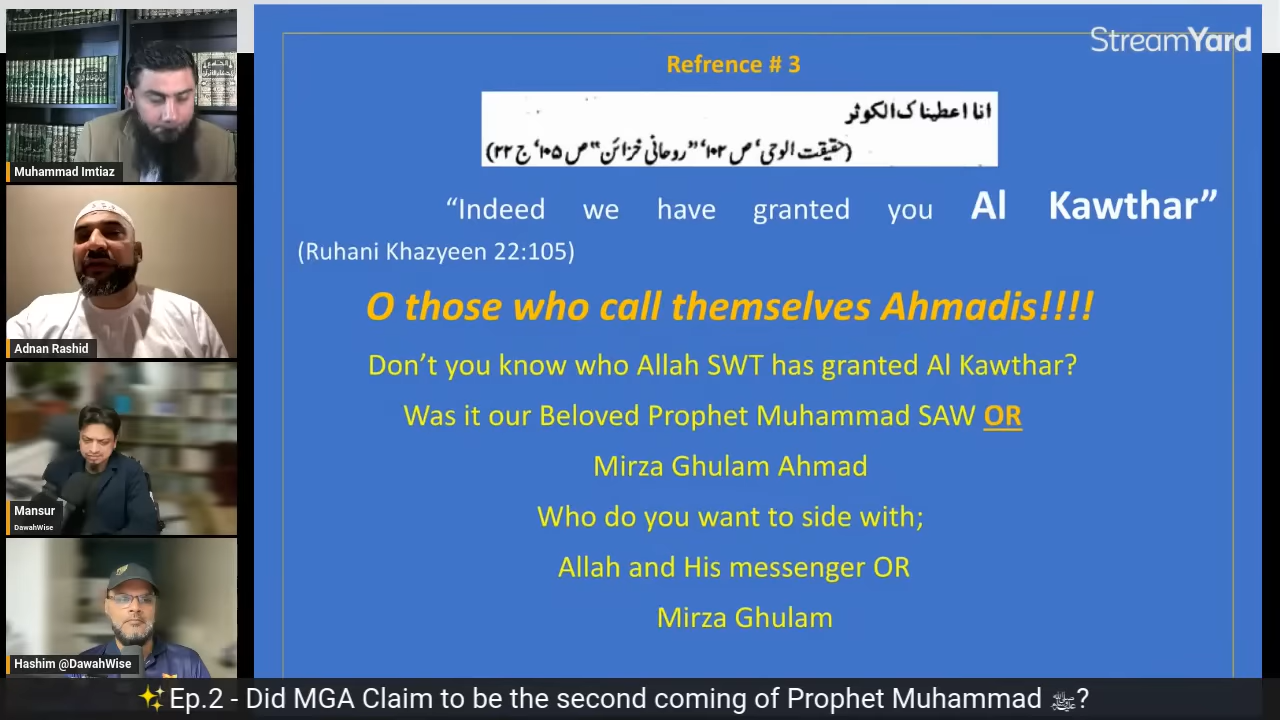 StreamYard
Refrence # 3
انا اعطیناک الکوثر
(حقیقت الوحی‘ ص ۱۰۲‘ ”روحانی خزائن“ ص ۱۰۵‘ ج ۲۲)
“Indeed we have granted you Al Kawthar”
(Ruhani Khazyeen 22:105)
O those who call themselves Ahmadis!!!!
Don’t you know who Allah SWT has granted Al Kawthar?
Was it our Beloved Prophet Muhammad SAW OR
Mirza Ghulam Ahmad
Who do you want to side with;
Allah and His messenger OR
Mirza Ghulam
Muhammad Imtiaz
Adnan Rashid
Mansur
DawahWise
Hashim @DawahWise
✨Ep.2 - Did MGA Claim to be the second coming of Prophet Muhammad ﷺ?